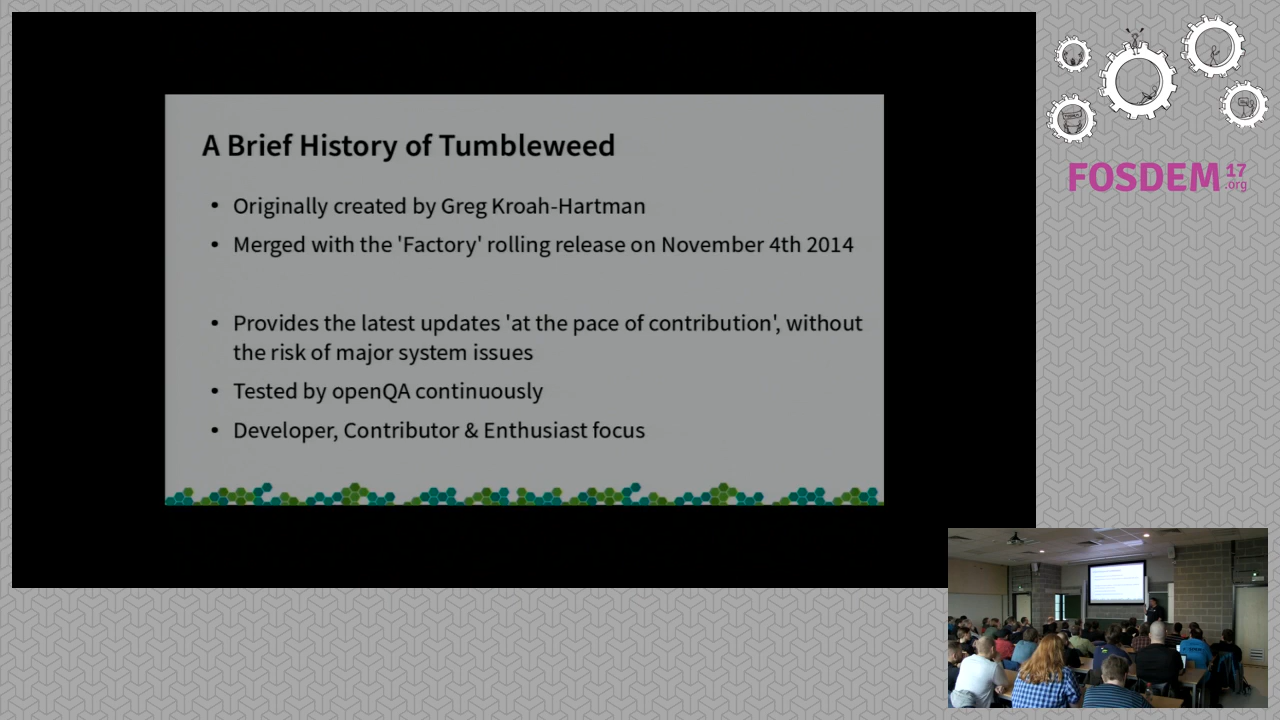 A Brief History of Tumbleweed
• Originally created by Greg Kroah-Hartman
• Merged with the 'Factory' rolling release on November 4th 2014
• Provides the latest updates 'at the pace of contribution', without
the risk of major system issues
• Tested by openQA continuously
• Developer, Contributor & Enthusiast focus
FOSDEM 17
.org